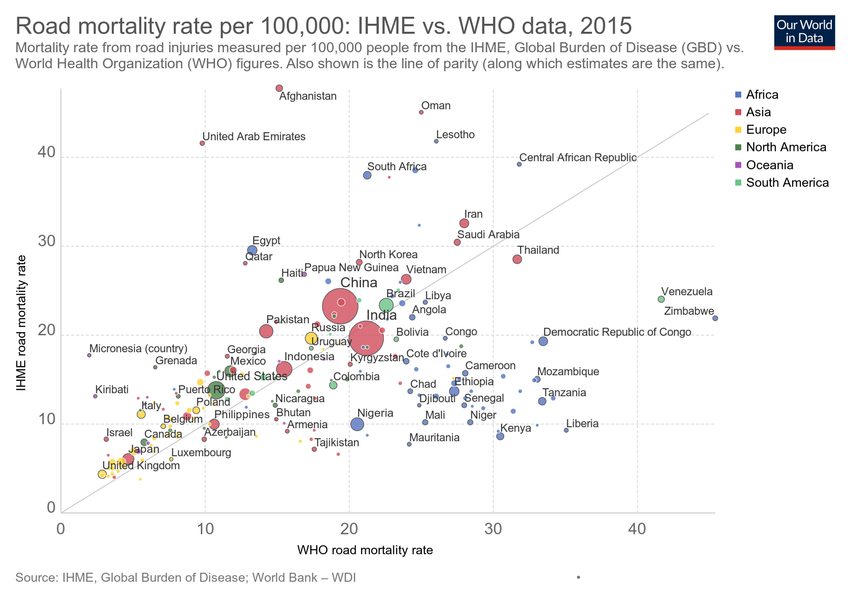 Road mortality rate per 100,000: IHME vs. WHO data, 2015
Mortality rate from road injuries measured per 100,000 people from the IHME, Global Burden of Disease (GBD) vs.
World Health Organization (WHO) figures. Also shown is the line of parity (along which estimates are the same).
Our World
in Data
Africa
Asia
Europe
North America
Oceania
South America
IHME road mortality rate
40
30
20
10
0
Afghanistan
Oman
United Arab Emirates
Lesotho
Central African Republic
South Africa
Iran
Saudi Arabia
Egypt
Thailand
Qatar
North Korea
Haiti
Papua New Guinea
Vietnam
China
Brazil
Libya
Venezuela
Angola
Zimbabwe
India
Pakistan
Russia
Bolivia
Congo
Democratic Republic of Congo
Uruguay
Micronesia (country)
Georgia
Indonesia
Kyrgyzstan
Cote d'Ivoire
Grenada
Mexico
Cameroon
United States
Colombia
Mozambique
Ethiopia
Kiribati
Puerto Rico
Chad
Tanzania
Italy
Poland
Nicaragua
Djibouti
Senegal
Belgium
Philippines
Bhutan
Nigeria
Mali
Niger
Liberia
Armenia
Kenya
Israel
Canada
Azerbaijan
Mauritania
Japan
Luxembourg
Tajikistan
United Kingdom
0
10
20
30
40
WHO road mortality rate
Source: IHME, Global Burden of Disease; World Bank – WDI